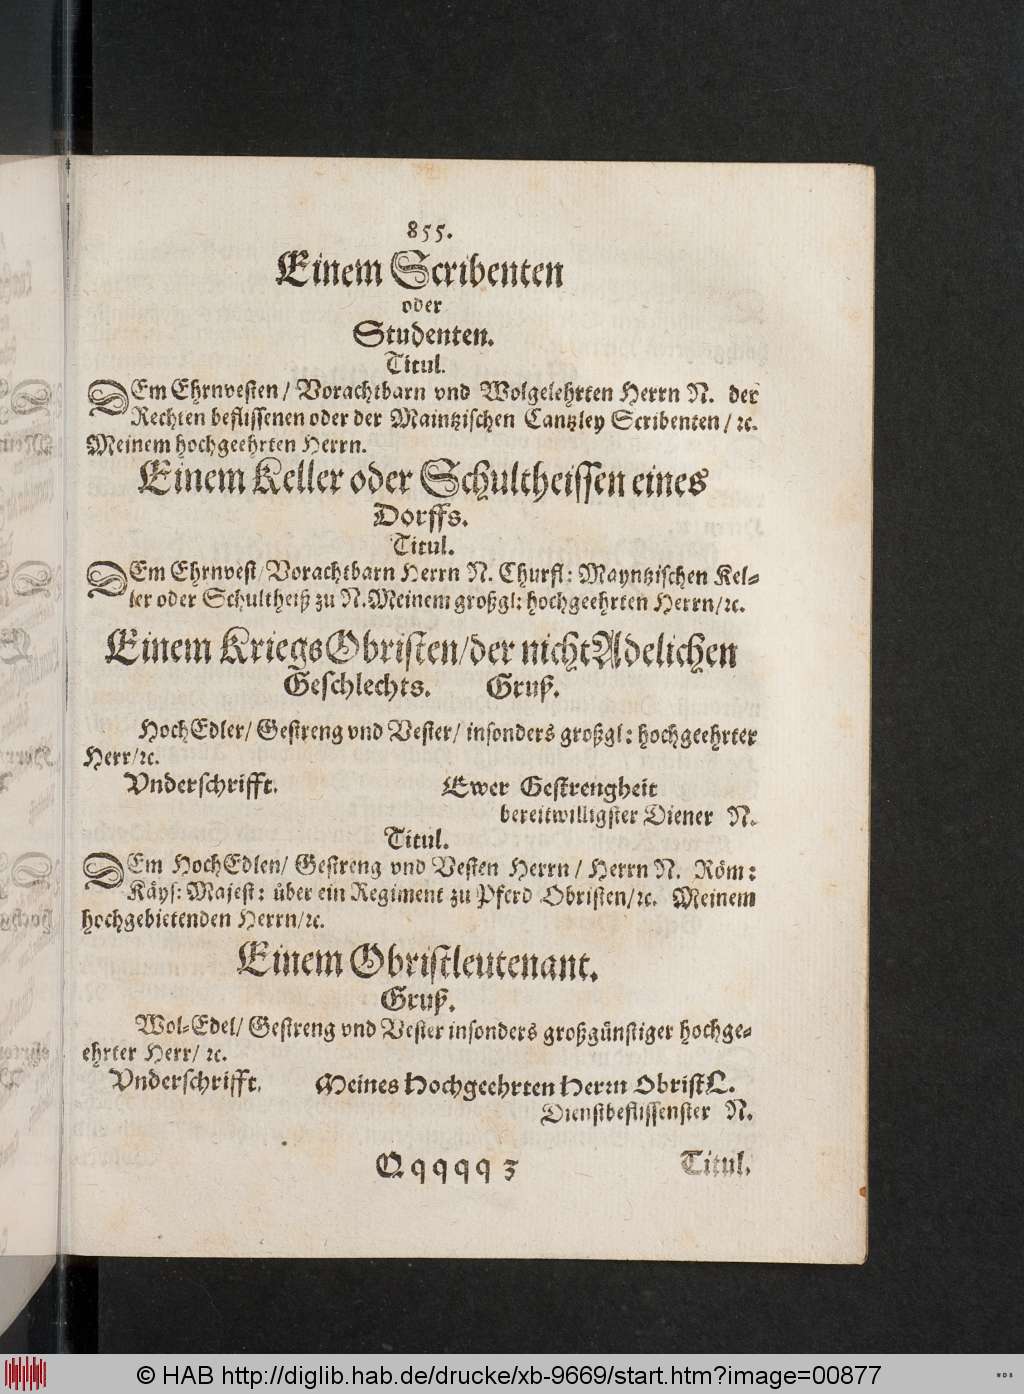 855.
Einem Scribenten
oder
Studenten.
Titul.
DEm Ehrnvesten / Vorachtbarn vnd Wolgelehrten Herrn N. der
Rechten beflissenen oder der Maintzischen Cantzley Scribenten / ꝛc.
Meinem hochgeehrten Herrn.
Einem Keller oder Schultheissen eines
Dorffs.
Titul.
DEm Ehrnvest / Vorachtbarn Herrn N. Churfl: Mayntzischen Kel-
ler oder Schultheiß zu N. Meinem großgl: hochgeehrten Herrn/ꝛc.
Einem KriegsObristen/der nicht Adelichen
Geschlechts. Gruß.
HochEdler/ Gestreng vnd Vester/ insonders großgl: hochgeehrter
Herr/ꝛc.
Vnderschrifft. Ewer Gestrengheit
bereitwilligster Diener N.
Titul.
DEm HochEdlen/ Gestreng vnd Vesten Herrn / Herrn N. Röm:
Käys: Majest: über ein Regiment zu Pferd Obristen/ꝛc. Meinem
hochgebietenden Herrn/ꝛc.
Einem Obristleutenant.
Gruß.
Wol-Edel/ Gestreng vnd Vester insonders großgünstiger hochge-
ehrter Herr/ ꝛc.
Vnderschrifft. Meines Hochgeehrten Herrn ObristL.
Dienstbeflissenster N.
Qqqqq 3 Titul.
© HAB http://diglib.hab.de/drucke/xb-9669/start.htm?image=00877